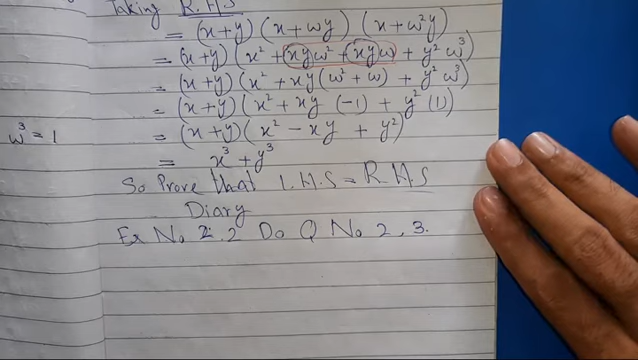 Taking R.H.S
= (x+y) (x+ωy) (x+ω²y)
= (x+y) (x² + xyω² + xyω + y²ω³)
= (x+y) (x² + xy(ω² + ω) + y²ω³)
= (x+y) (x² + xy (-1) + y² (1))
ω³ = 1
= (x+y) (x² - xy + y²)
= x³ + y³
So Prove that L.H.S = R.H.S
Diary
Ex No 2.2 Do Q No 2, 3.